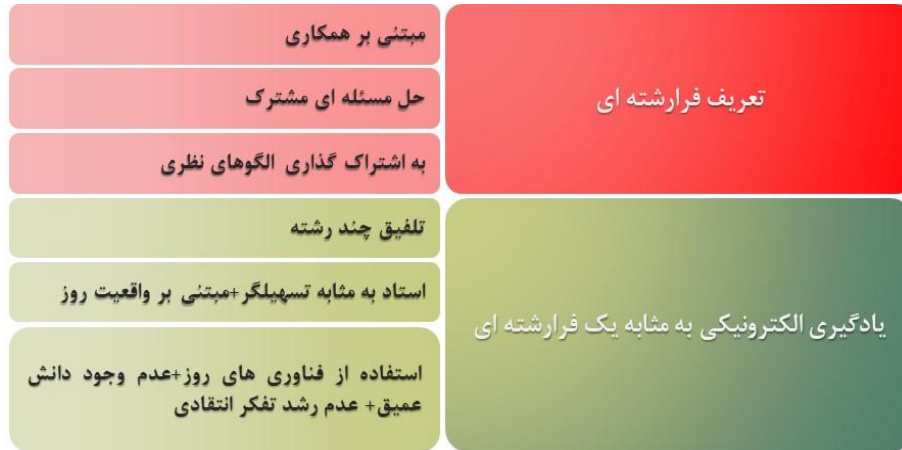 تعریف فرارشته ای
مبتنی بر همکاری
حل مسئله ای مشترک
به اشتراک گذاری الگوهای نظری
یادگیری الکترونیکی به مثابه یک فرارشته ای
تلفیق چند رشته
استاد به مثابه تسهیلگر+مبتنی بر واقعیت روز
استفاده از فناوری های روز+عدم وجود دانش
عمیق+ عدم رشد تفکر انتقادی